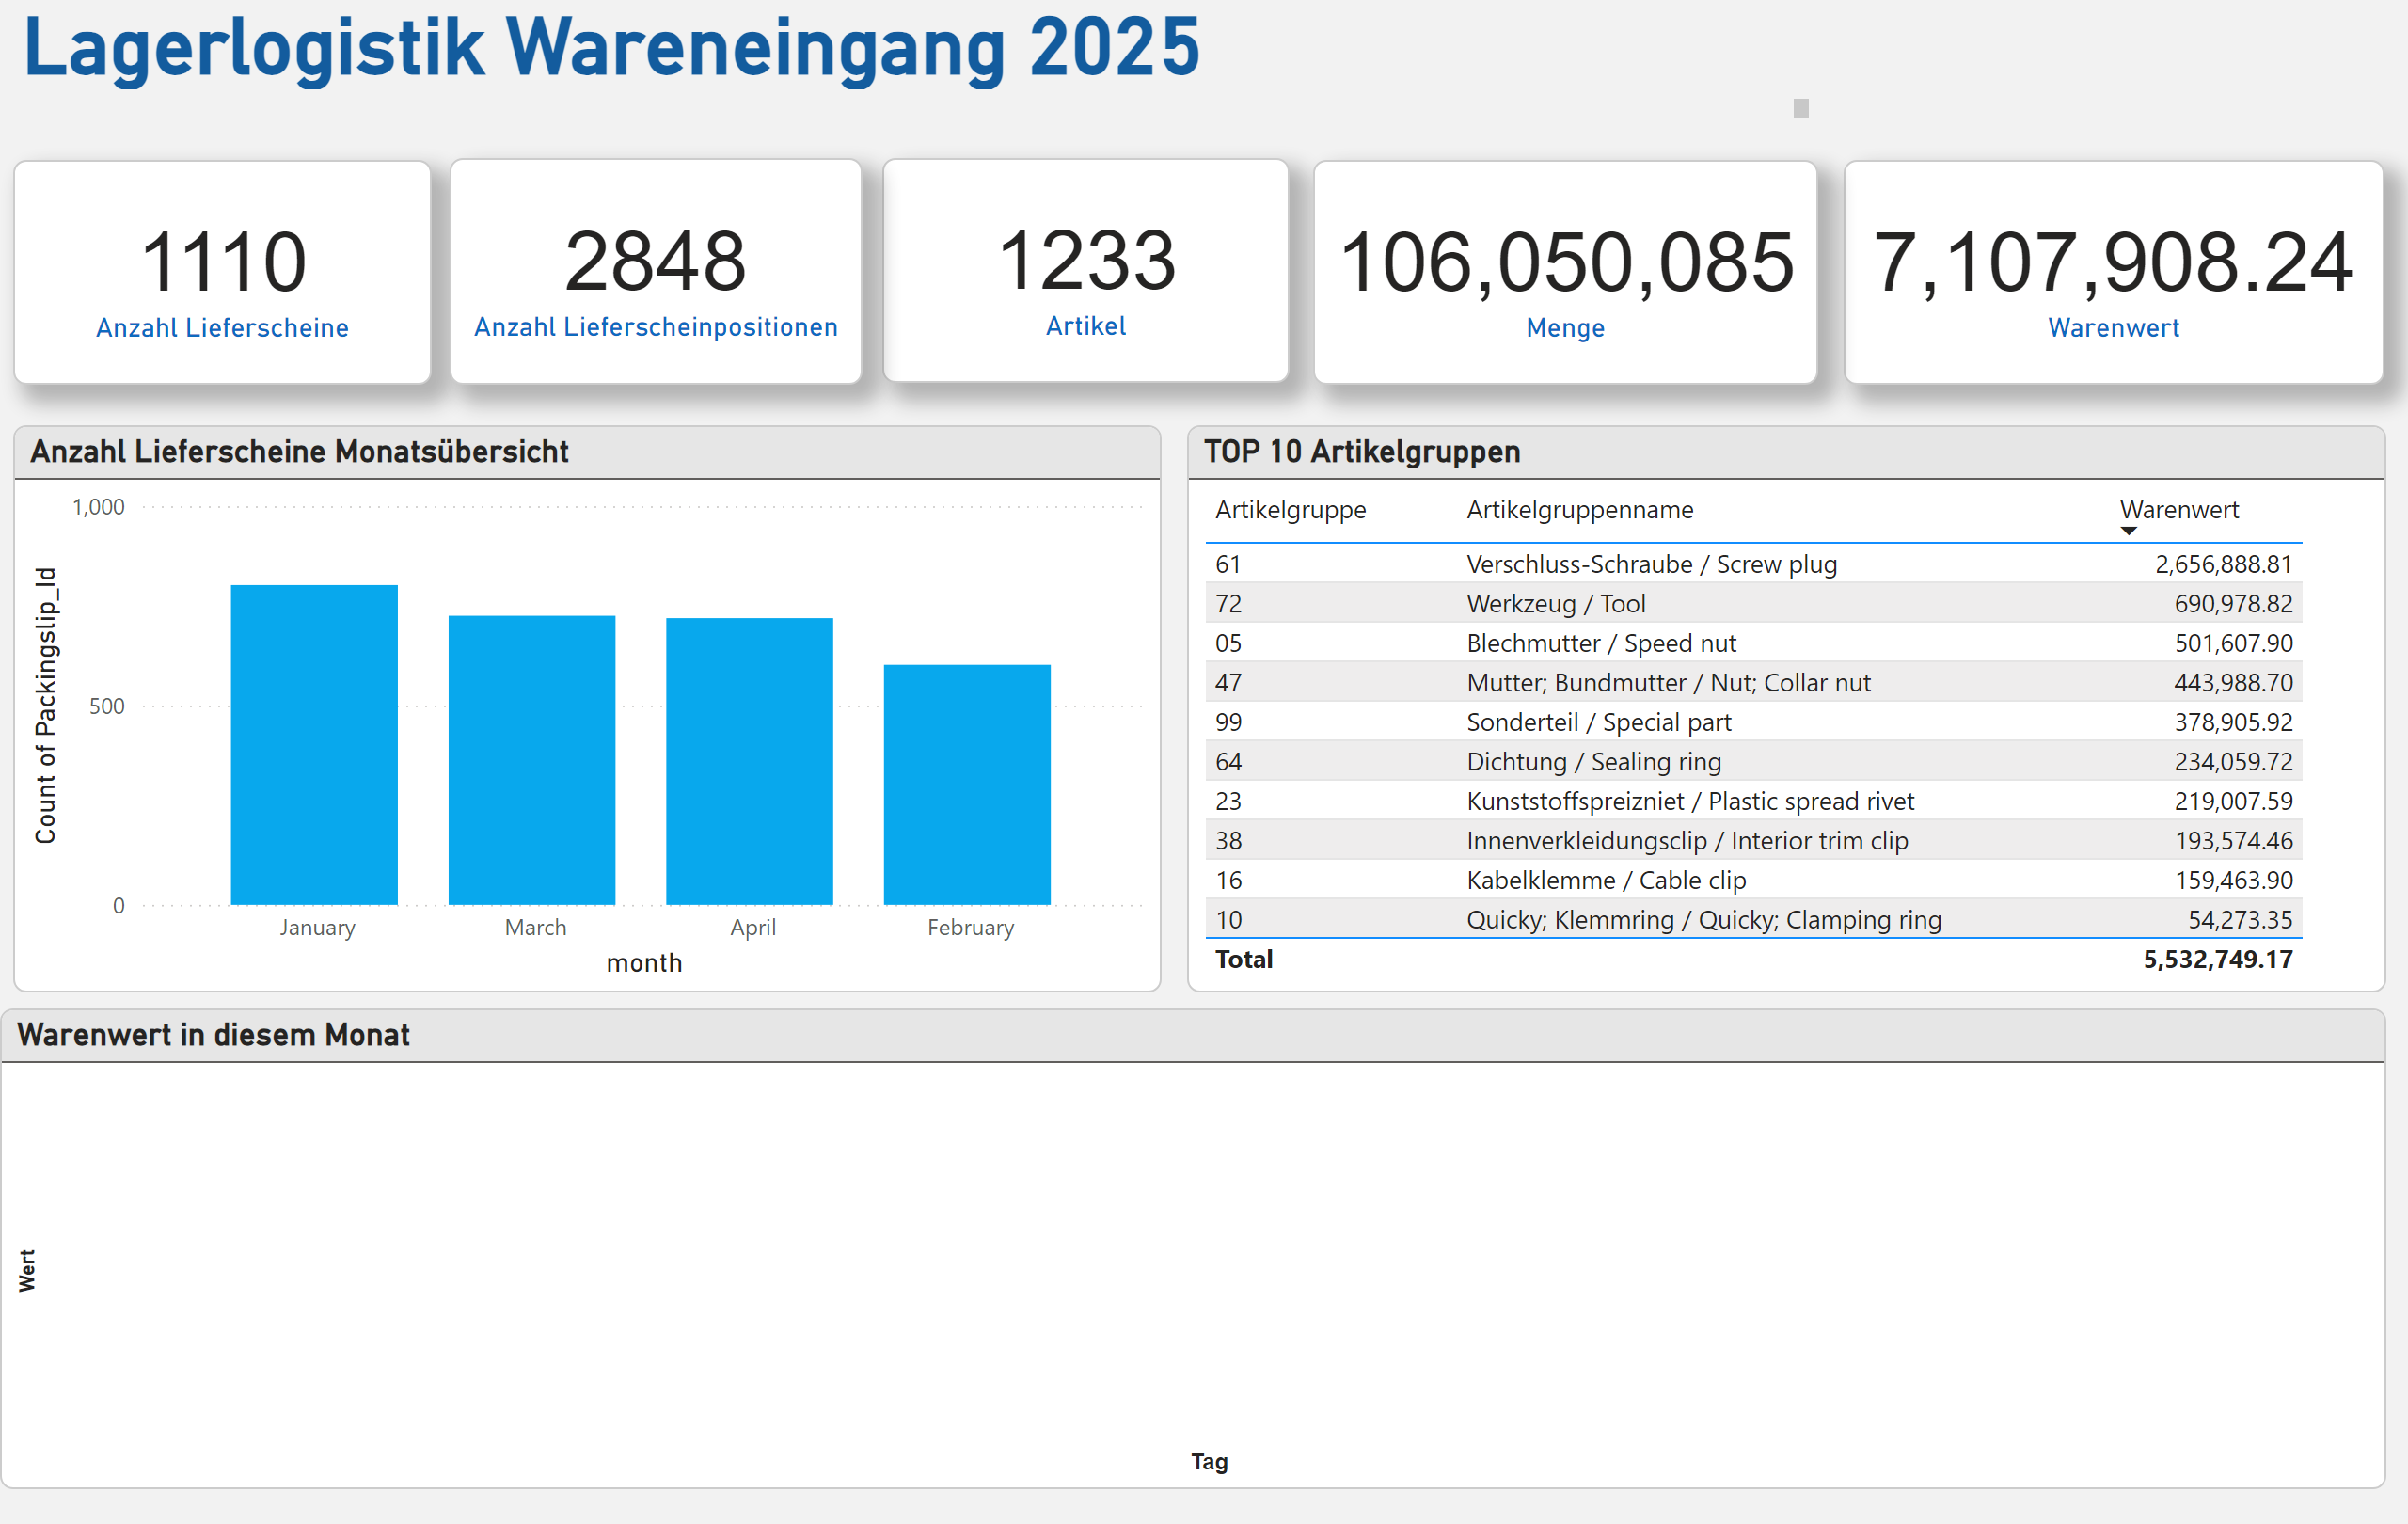 Lagerlogistik Wareneingang 2025
1110
Anzahl Lieferscheine
2848
Anzahl Lieferscheinpositionen
1233
Artikel
106,050,085
Menge
7,107,908.24
Warenwert
Anzahl Lieferscheine Monatsübersicht
1,000
500
0
Count of Packingslip_Id
January March April February
month
TOP 10 Artikelgruppen
Artikelgruppe Artikelgruppenname Warenwert
61 Verschluss-Schraube / Screw plug 2,656,888.81
72 Werkzeug / Tool 690,978.82
05 Blechmutter / Speed nut 501,607.90
47 Mutter; Bundmutter / Nut; Collar nut 443,988.70
99 Sonderteil / Special part 378,905.92
64 Dichtung / Sealing ring 234,059.72
23 Kunststoffspreizniet / Plastic spread rivet 219,007.59
38 Innenverkleidungsclip / Interior trim clip 193,574.46
16 Kabelklemme / Cable clip 159,463.90
10 Quicky; Klemmring / Quicky; Clamping ring 54,273.35
Total 5,532,749.17
Warenwert in diesem Monat
Wert
Tag